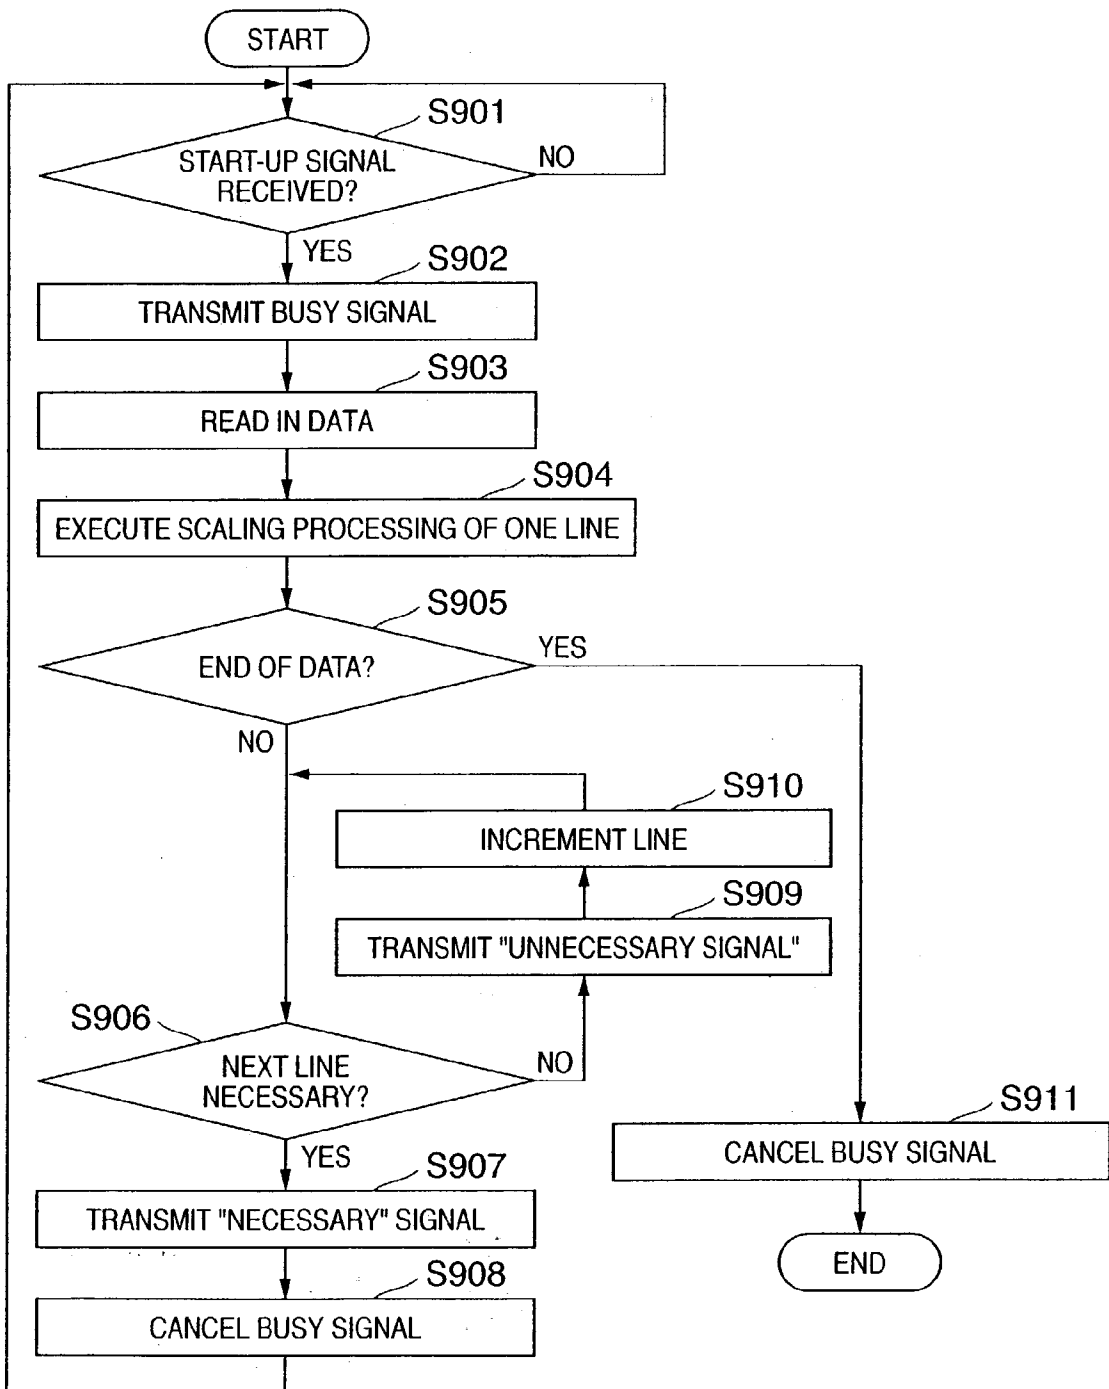 START
S901
START-UP SIGNAL
RECEIVED?
NO
YES
S902
TRANSMIT BUSY SIGNAL
S903
READ IN DATA
S904
EXECUTE SCALING PROCESSING OF ONE LINE
S905
END OF DATA?
YES
NO
S910
INCREMENT LINE
S909
TRANSMIT "UNNECESSARY SIGNAL"
S906
NEXT LINE
NECESSARY?
NO
YES
S911
CANCEL BUSY SIGNAL
S907
TRANSMIT "NECESSARY" SIGNAL
END
S908
CANCEL BUSY SIGNAL